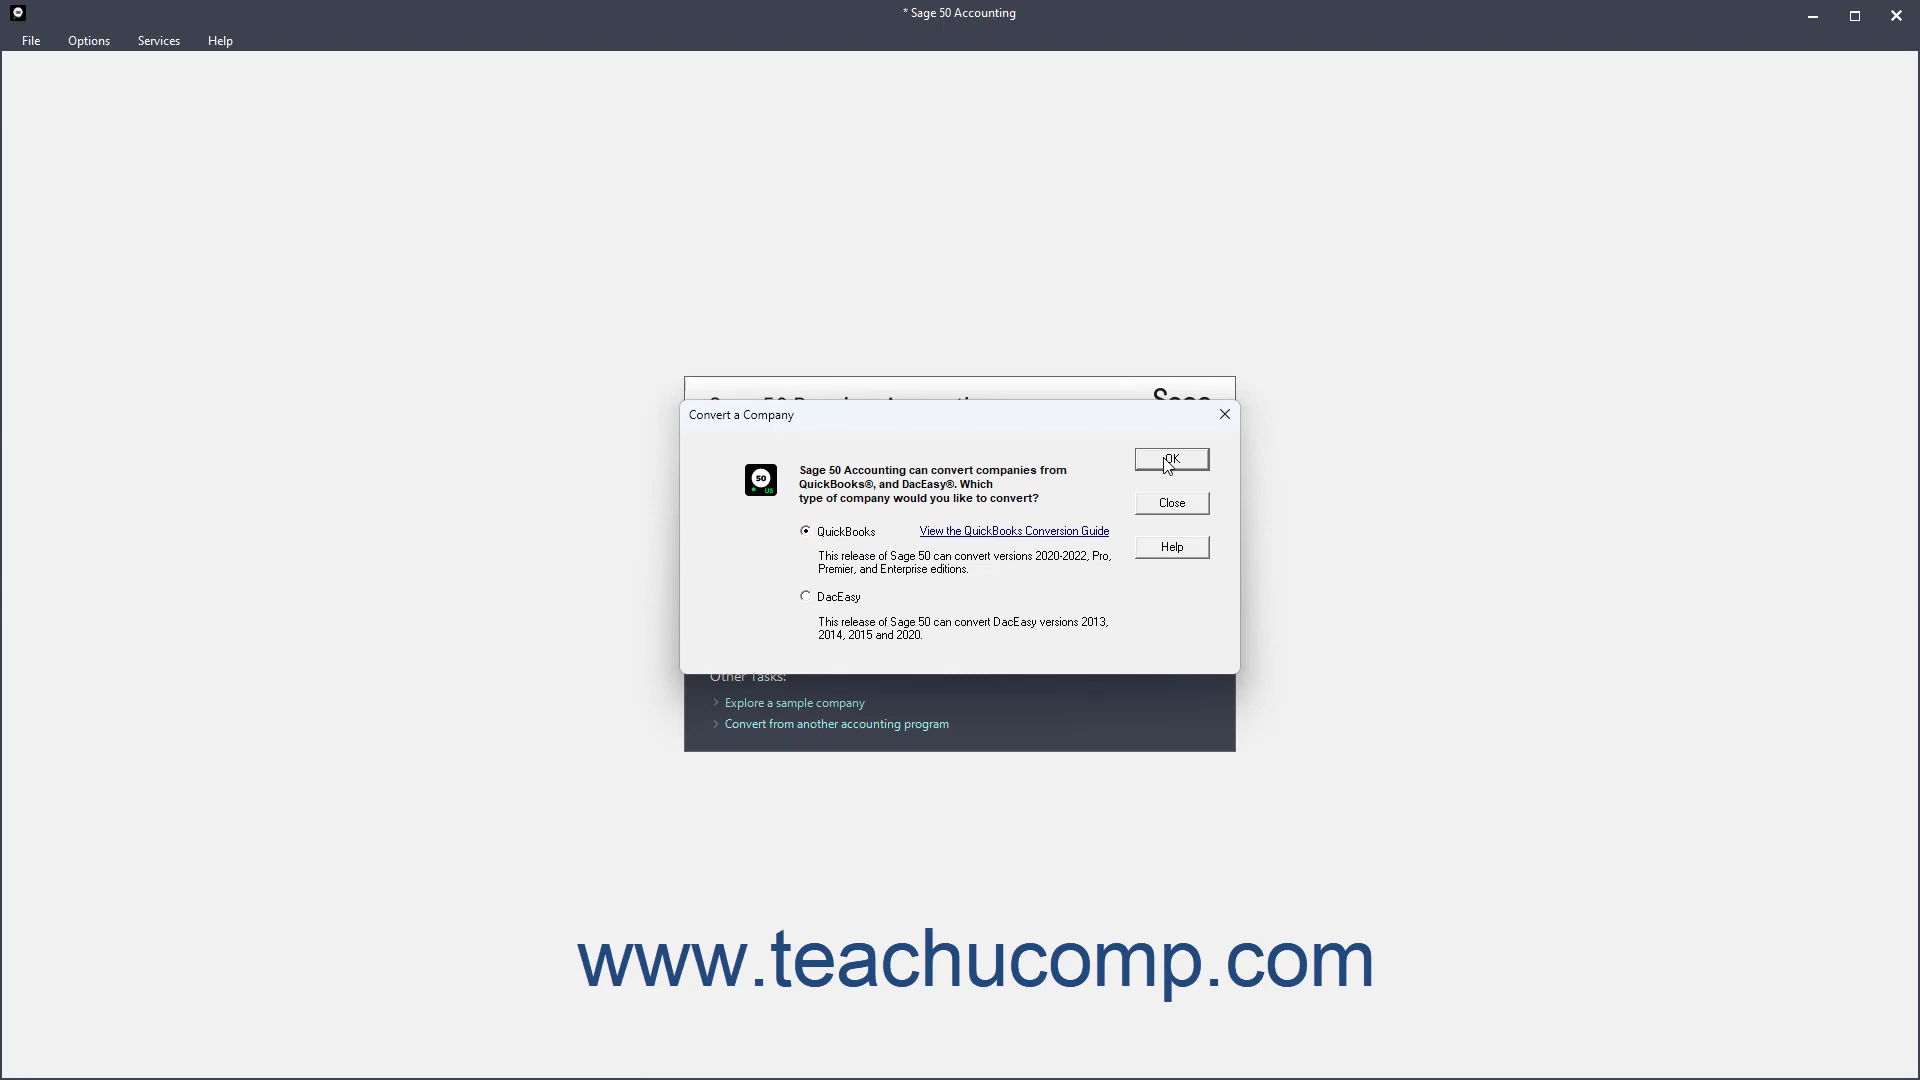 * Sage 50 Accounting
File Options Services Help
Sage
Convert a Company
OK
50
US
Sage 50 Accounting can convert companies from
QuickBooks®, and DacEasy®. Which
type of company would you like to convert?
Close
QuickBooks View the QuickBooks Conversion Guide
Help
This release of Sage 50 can convert versions 2020-2022, Pro,
Premier, and Enterprise editions.
DacEasy
This release of Sage 50 can convert DacEasy versions 2013,
2014, 2015 and 2020.
Other Tasks:
Explore a sample company
Convert from another accounting program
www.teachucomp.com